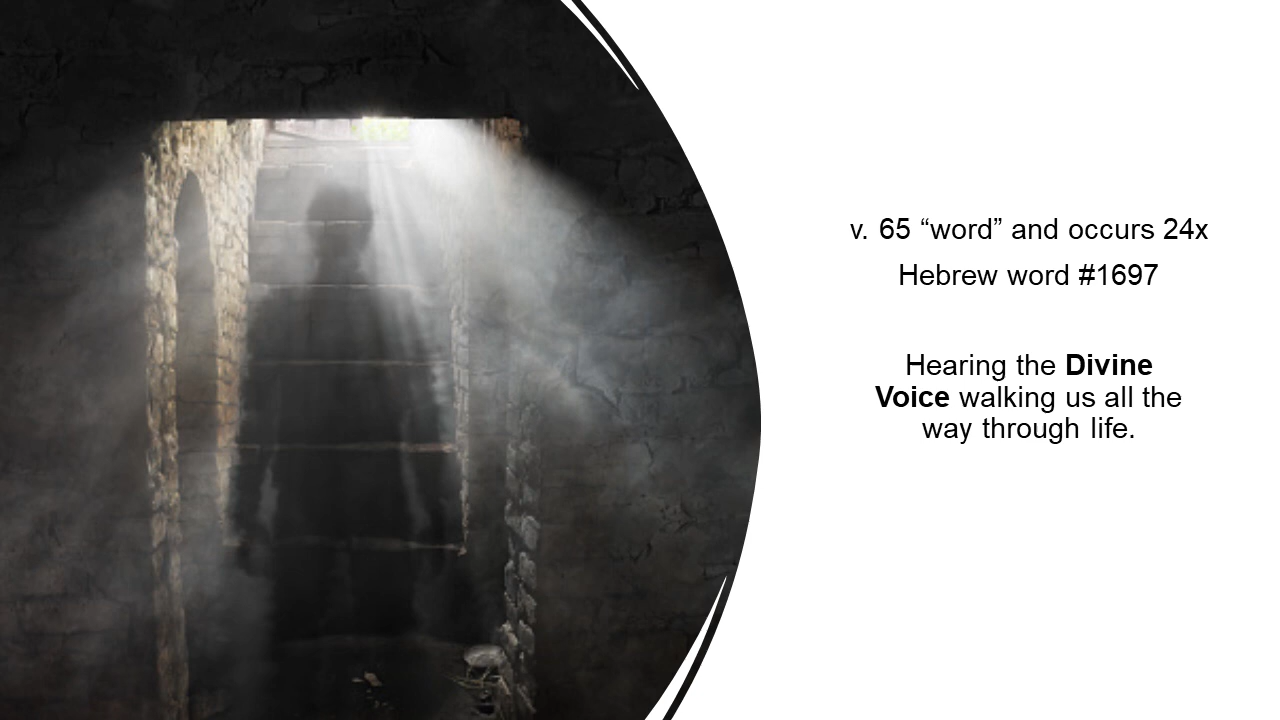 v. 65 “word” and occurs 24x
Hebrew word #1697
Hearing the Divine
Voice walking us all the
way through life.